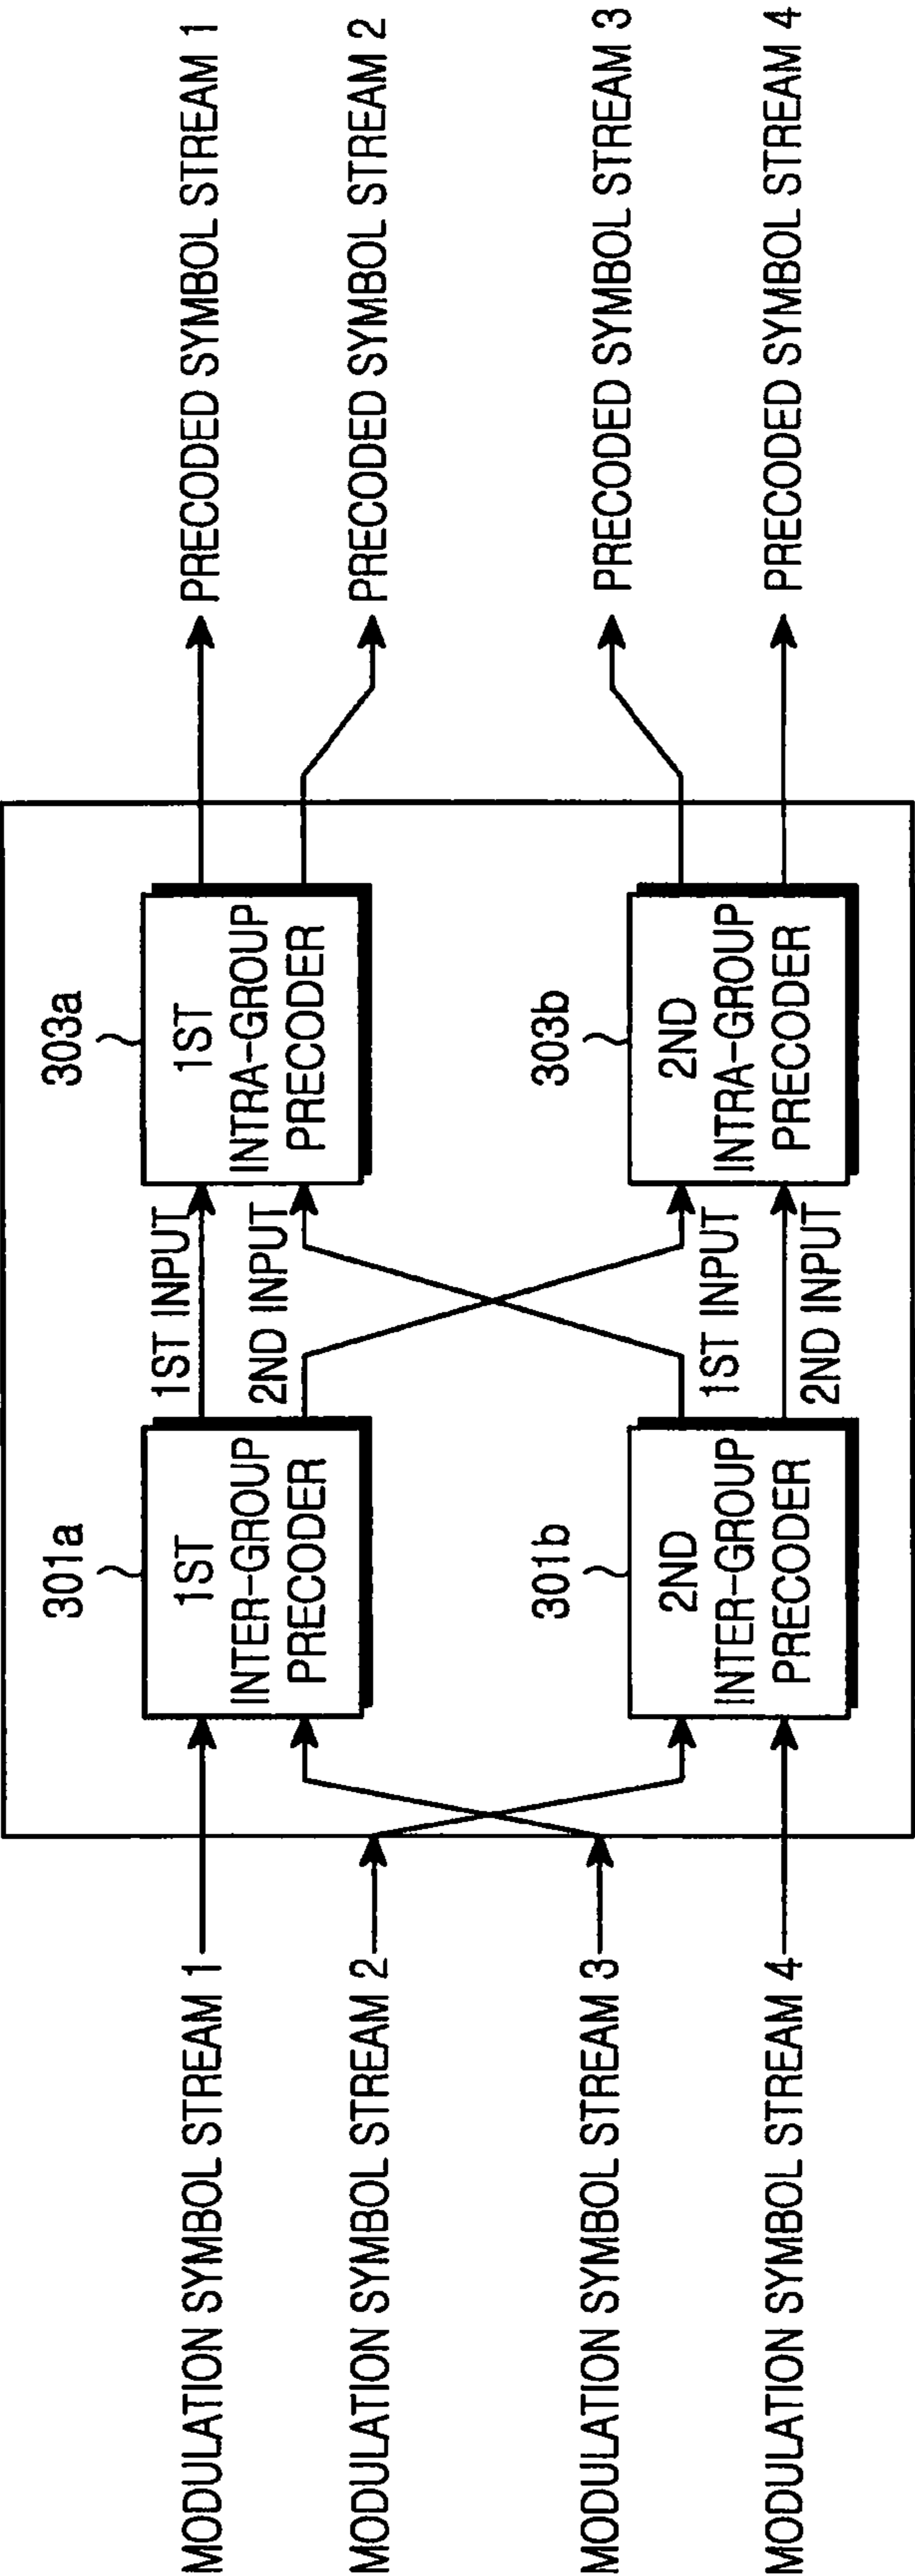 MODULATION SYMBOL STREAM 1
MODULATION SYMBOL STREAM 2
MODULATION SYMBOL STREAM 3
MODULATION SYMBOL STREAM 4
301a
1ST
INTER-GROUP
PRECODER
301b
2ND
INTER-GROUP
PRECODER
1ST INPUT
2ND INPUT
1ST INPUT
2ND INPUT
303a
1ST
INTRA-GROUP
PRECODER
303b
2ND
INTRA-GROUP
PRECODER
PRECODED SYMBOL STREAM 1
PRECODED SYMBOL STREAM 2
PRECODED SYMBOL STREAM 3
PRECODED SYMBOL STREAM 4